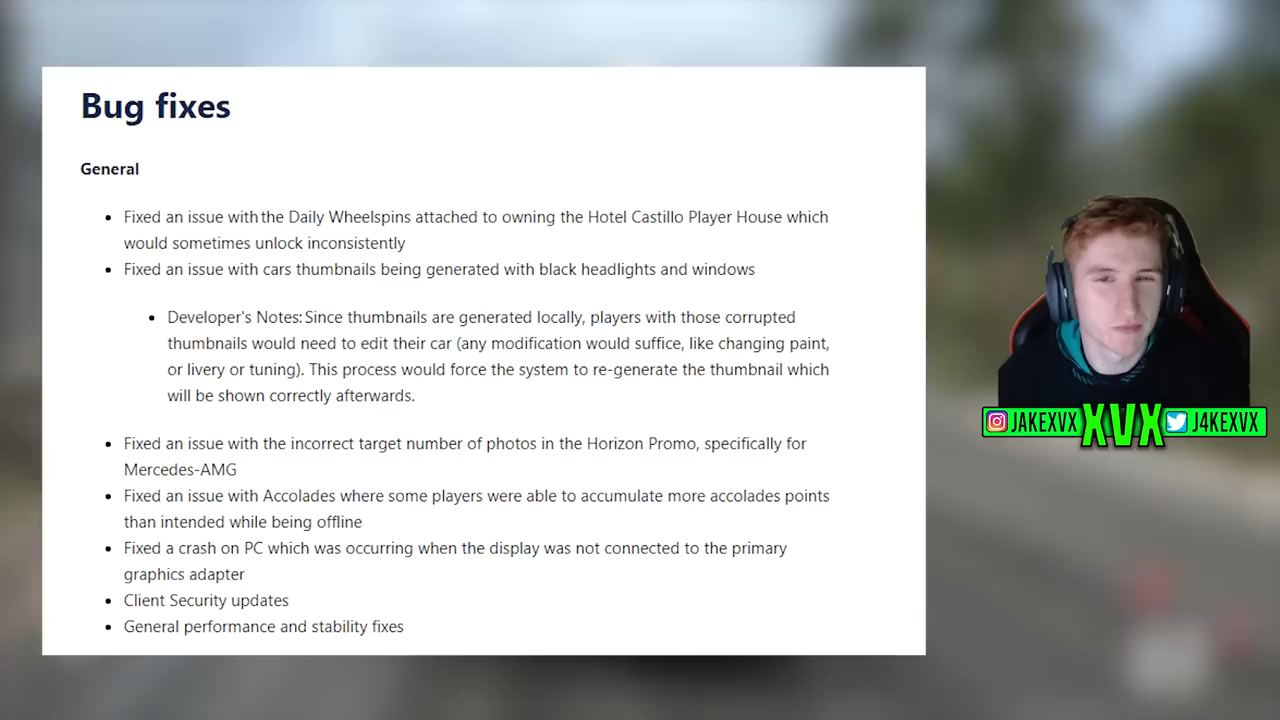 Bug fixes
General
• Fixed an issue with the Daily Wheelspins attached to owning the Hotel Castillo Player House which
would sometimes unlock inconsistently
• Fixed an issue with cars thumbnails being generated with black headlights and windows
• Developer's Notes: Since thumbnails are generated locally, players with those corrupted
thumbnails would need to edit their car (any modification would suffice, like changing paint,
or livery or tuning). This process would force the system to re-generate the thumbnail which
will be shown correctly afterwards.
• Fixed an issue with the incorrect target number of photos in the Horizon Promo, specifically for
Mercedes-AMG
• Fixed an issue with Accolades where some players were able to accumulate more accolades points
than intended while being offline
• Fixed a crash on PC which was occurring when the display was not connected to the primary
graphics adapter
• Client Security updates
• General performance and stability fixes
JAKEXVX XVX J4KEXVX